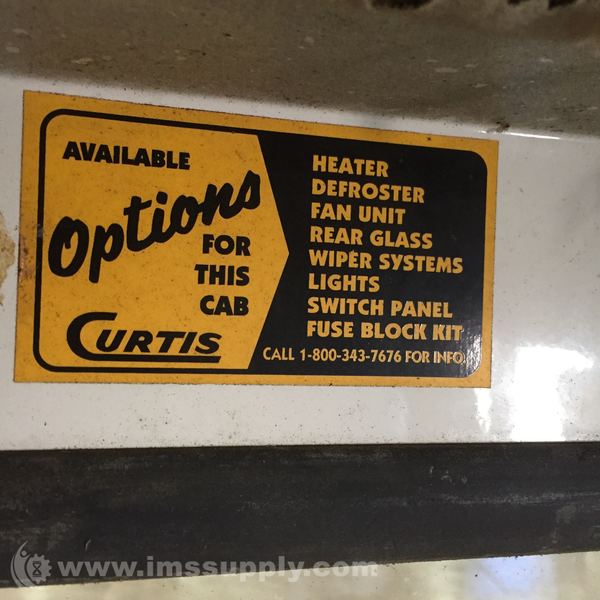 AVAILABLE
Options
FOR
THIS
CAB
CURTIS
HEATER
DEFROSTER
FAN UNIT
REAR GLASS
WIPER SYSTEMS
LIGHTS
SWITCH PANEL
FUSE BLOCK KIT
CALL 1-800-343-7676 FOR INFO.
www.imssupply.com